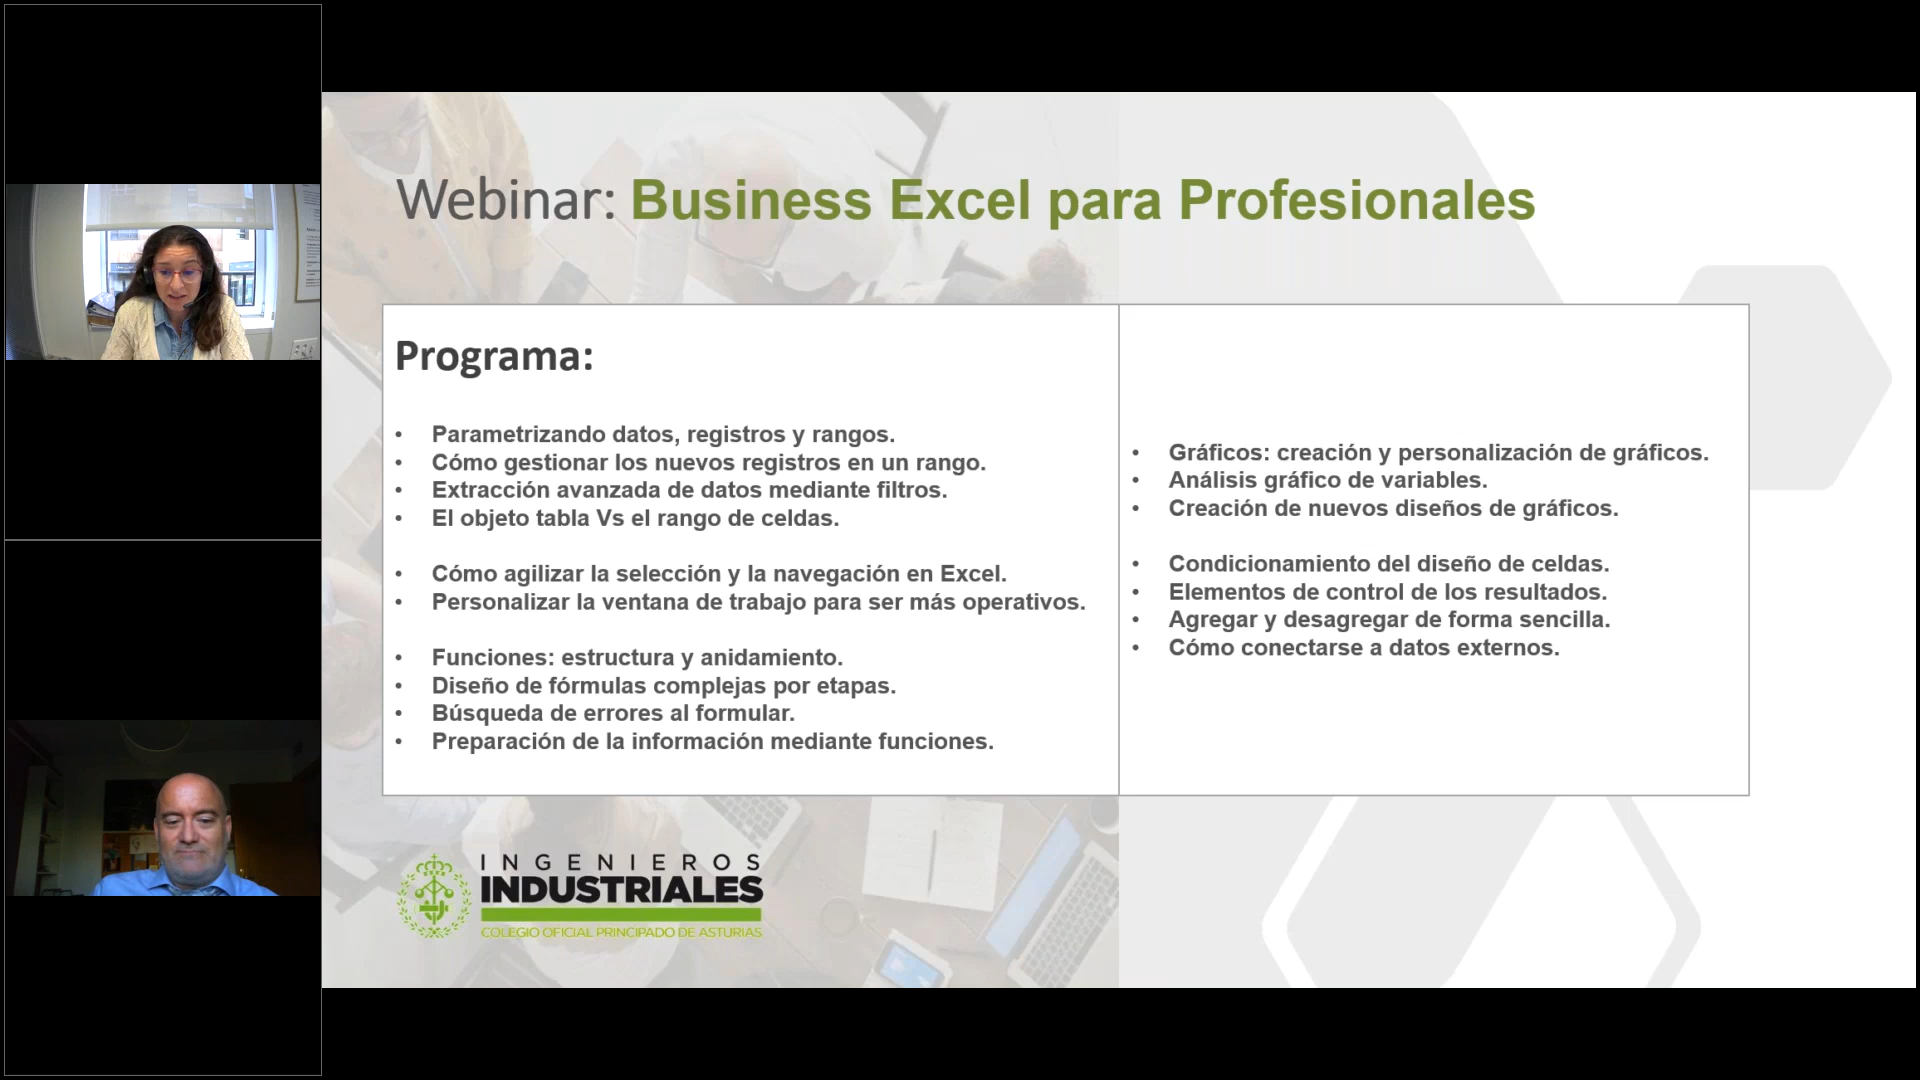 Webinar: Business Excel para Profesionales
Programa:
• Parametrizando datos, registros y rangos.
• Cómo gestionar los nuevos registros en un rango.
• Extracción avanzada de datos mediante filtros.
• El objeto tabla Vs el rango de celdas.
• Cómo agilizar la selección y la navegación en Excel.
• Personalizar la ventana de trabajo para ser más operativos.
• Funciones: estructura y anidamiento.
• Diseño de fórmulas complejas por etapas.
• Búsqueda de errores al formular.
• Preparación de la información mediante funciones.
• Gráficos: creación y personalización de gráficos.
• Análisis gráfico de variables.
• Creación de nuevos diseños de gráficos.
• Condicionamiento del diseño de celdas.
• Elementos de control de los resultados.
• Agregar y desagregar de forma sencilla.
• Cómo conectarse a datos externos.
INGENIEROS
INDUSTRIALES
COLEGIO OFICIAL PRINCIPADO DE ASTURIAS